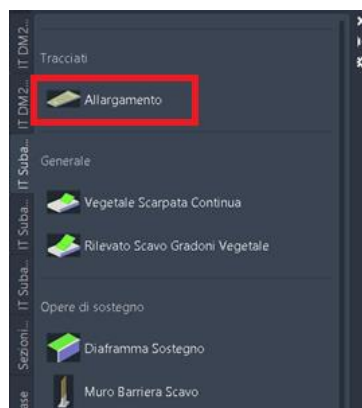 IT DM2...
IT DM2...
IT Suba...
IT Suba...
IT Suba...
Sezioni...
ase
Tracciati
Allargamento
Generale
Vegetale Scarpata Continua
Rilevato Scavo Gradoni Vegetale
Opere di sostegno
Diaframma Sostegno
Muro Barriera Scavo